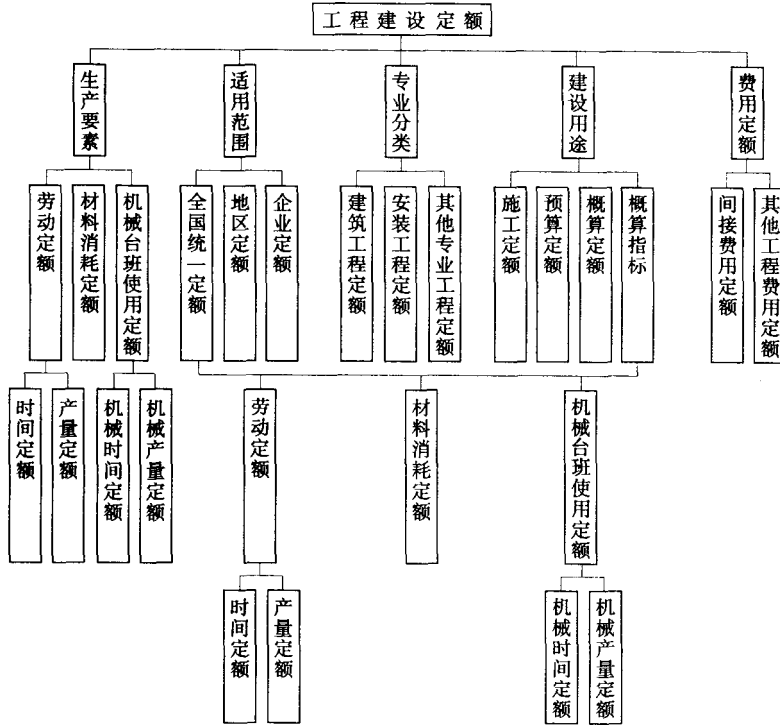 工程建设定额
生产要素
适用范围
专业分类
建设用途
费用定额
劳动定额
材料消耗定额
机械台班使用定额
全国统一定额
地区定额
企业定额
建筑工程定额
安装工程定额
其他专业工程定额
施工定额
预算定额
概算定额
概算指标
间接费用定额
其他工程费用定额
时间定额
产量定额
机械时间定额
机械产量定额
劳动定额
材料消耗定额
机械台班使用定额
时间定额
产量定额
机械时间定额
机械产量定额